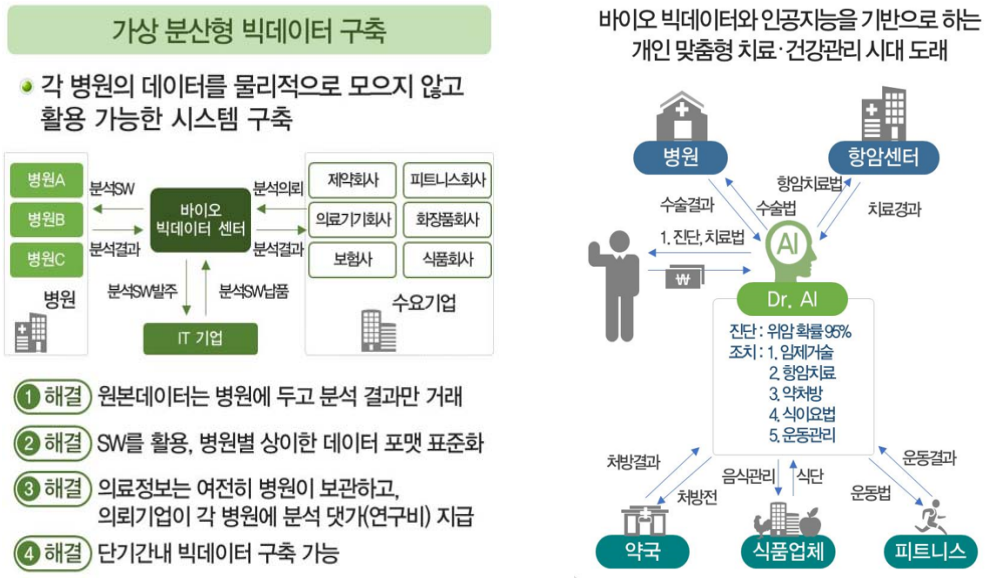 가상 분산형 빅데이터 구축
각 병원의 데이터를 물리적으로 모으지 않고
활용 가능한 시스템 구축
병원A
병원B
병원C
병원
분석SW
분석결과
바이오
빅데이터 센터
분석의뢰
분석결과
제약회사
피트니스회사
의료기기회사
화장품회사
보험사
식품회사
수요기업
분석SW발주
분석SW납품
IT 기업
1 해결 원본데이터는 병원에 두고 분석 결과만 거래
2 해결 SW를 활용, 병원별 상이한 데이터 포맷 표준화
3 해결 의료정보는 여전히 병원이 보관하고,
의뢰기업이 각 병원에 분석 댓가(연구비) 지급
4 해결 단기간내 빅데이터 구축 가능
바이오 빅데이터와 인공지능을 기반으로 하는
개인 맞춤형 치료·건강관리 시대 도래
병원
항암센터
수술결과
수술법
항암치료법
치료경과
1. 진단, 치료법
₩
AI
Dr. AI
진단 : 위암 확률 95%
조치 : 1. 임제거술
2. 항암치료
3. 약처방
4. 식이요법
5. 운동관리
처방결과
처방전
음식관리
식단
운동법
운동결과
약국
식품업체
피트니스